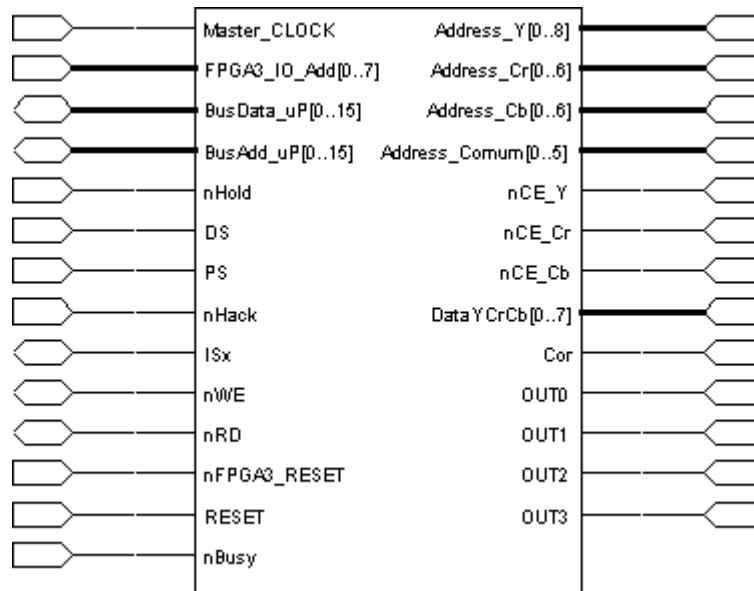 Master_CLOCK
FPGA3_IO_Add[0..7]
BusData_uP[0..15]
BusAdd_uP[0..15]
nHold
DS
PS
nHack
ISx
nWE
nRD
nFPGA3_RESET
RESET
nBusy
Address_Y[0..8]
Address_Cr[0..6]
Address_Cb[0..6]
Address_Comum[0..5]
nCE_Y
nCE_Cr
nCE_Cb
DataYCrCb[0..7]
Cor
OUT0
OUT1
OUT2
OUT3